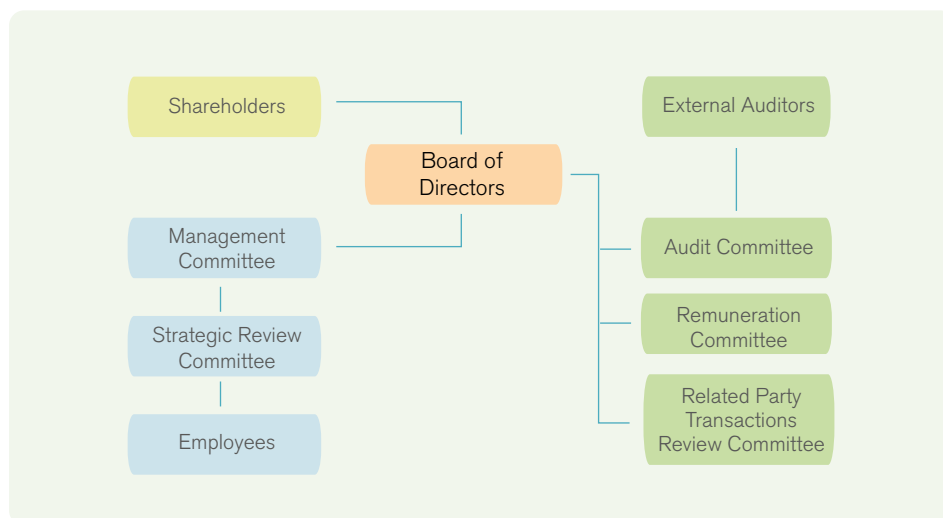 Shareholders
External Auditors
Board of
Directors
Management
Committee
Audit Committee
Strategic Review
Committee
Remuneration
Committee
Employees
Related Party
Transactions
Review Committee